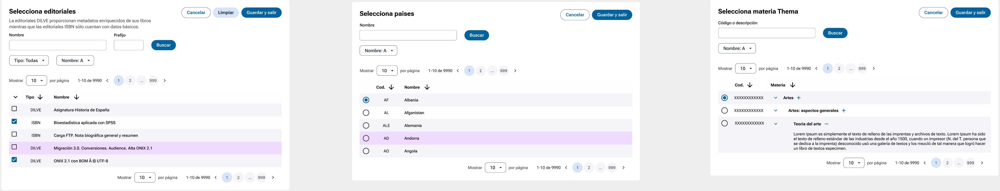 Selecciona editoriales
Cancelar
Limpiar
Guardar y salir
La editoriales DILVE proporcionan metadatos enriquecidos de sus libros
mientras que las editoriales ISBN sólo cuentan con datos básicos.
Nombre
Prefijo
Buscar
Tipo: Todas
Nombre: A
Mostrar 10 por página 1-10 de 9990 1 2 ... 999
Tipo Nombre
DILVE Asignatura Historia de España
ISBN Bioestadística aplicada con SPSS
ISBN Carga FTP. Nota biográfica general y resumen
DILVE Migración 3.0. Conversiones. Audience. Alta ONIX 2.1
DILVE ONIX 2.1 con BOM Â © UTF-8
Mostrar 10 por página 1-10 de 9990 1 2 ... 999
Selecciona paises
Cancelar
Guardar y salir
Nombre
Buscar
Nombre: A
Mostrar 10 por página 1-10 de 9990 1 2 ... 999
Cod. Nombre
AF Albania
AL Afganistan
ALE Alemania
AD Andorra
AO Angola
Mostrar 10 por página 1-10 de 9990 1 2 ... 999
Selecciona materia Thema
Cancelar
Guardar y salir
Código o descripción
Buscar
Nombre: A
Mostrar 10 por página 1-10 de 9990 1 2 ... 999
Cod. Materia
XXXXXXXXXXXX Artes
XXXXXXXXXXXX Artes: aspectos generales
XXXXXXXXXXXX Teoría del arte
Lorem Ipsum es simplemente el texto de relleno de las imprentas y archivos de texto. Lorem Ipsum ha sido
el texto de relleno estándar de las industrias desde el año 1500, cuando un impresor (N. del T. persona que
se dedica a la imprenta) desconocido usó una galería de textos y los mezcló de tal manera que logró hacer
un libro de textos especimen.
Mostrar 10 por página 1-10 de 9990 1 2 ... 999